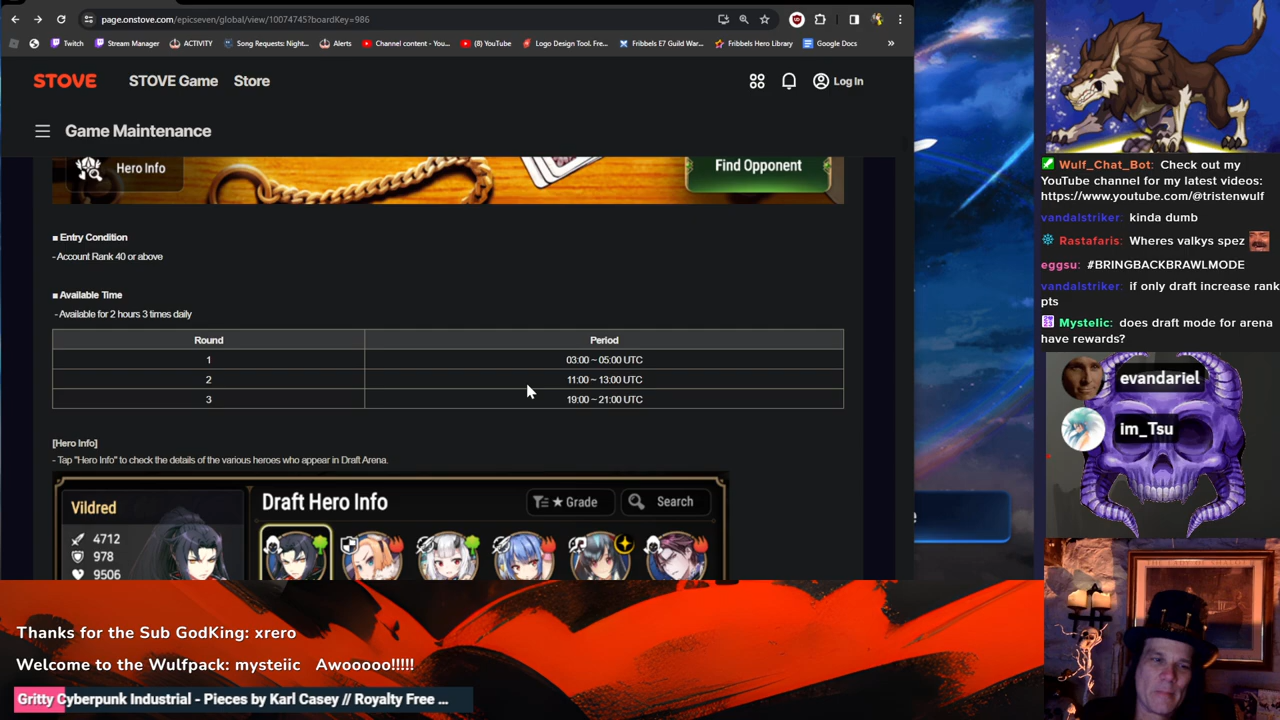 page.onstove.com/epicseven/global/view/10074745?boardKey=986
Twitch
Stream Manager
ACTIVITY
Song Requests: Night...
Alerts
Channel content - You...
(8) YouTube
Logo Design Tool. Fre...
Fribbels E7 Guild War...
Fribbels Hero Library
Google Docs
»
STOVE
STOVE Game
Store
Log In
Game Maintenance
Hero Info
Find Opponent
■ Entry Condition
- Account Rank 40 or above
■ Available Time
- Available for 2 hours 3 times daily
Round Period
1 03:00 ~ 05:00 UTC
2 11:00 ~ 13:00 UTC
3 19:00 ~ 21:00 UTC
[Hero Info]
- Tap "Hero Info" to check the details of the various heroes who appear in Draft Arena.
Vildred
4712
978
9506
Draft Hero Info
Grade
Search
Wulf_Chat_Bot: Check out my
YouTube channel for my latest videos:
https://www.youtube.com/@tristenwulf
vandalstriker: kinda dumb
Rastafaris: Wheres valkys spez
eggsu: #BRINGBACKBRAWLMODE
vandalstriker: if only draft increase rank
pts
Mystelic: does draft mode for arena
have rewards?
evandariel
im_Tsu
Thanks for the Sub GodKing: xrero
Welcome to the Wulfpack: mysteiic Awooooo!!!!!
Gritty Cyberpunk Industrial - Pieces by Karl Casey // Royalty Free ...